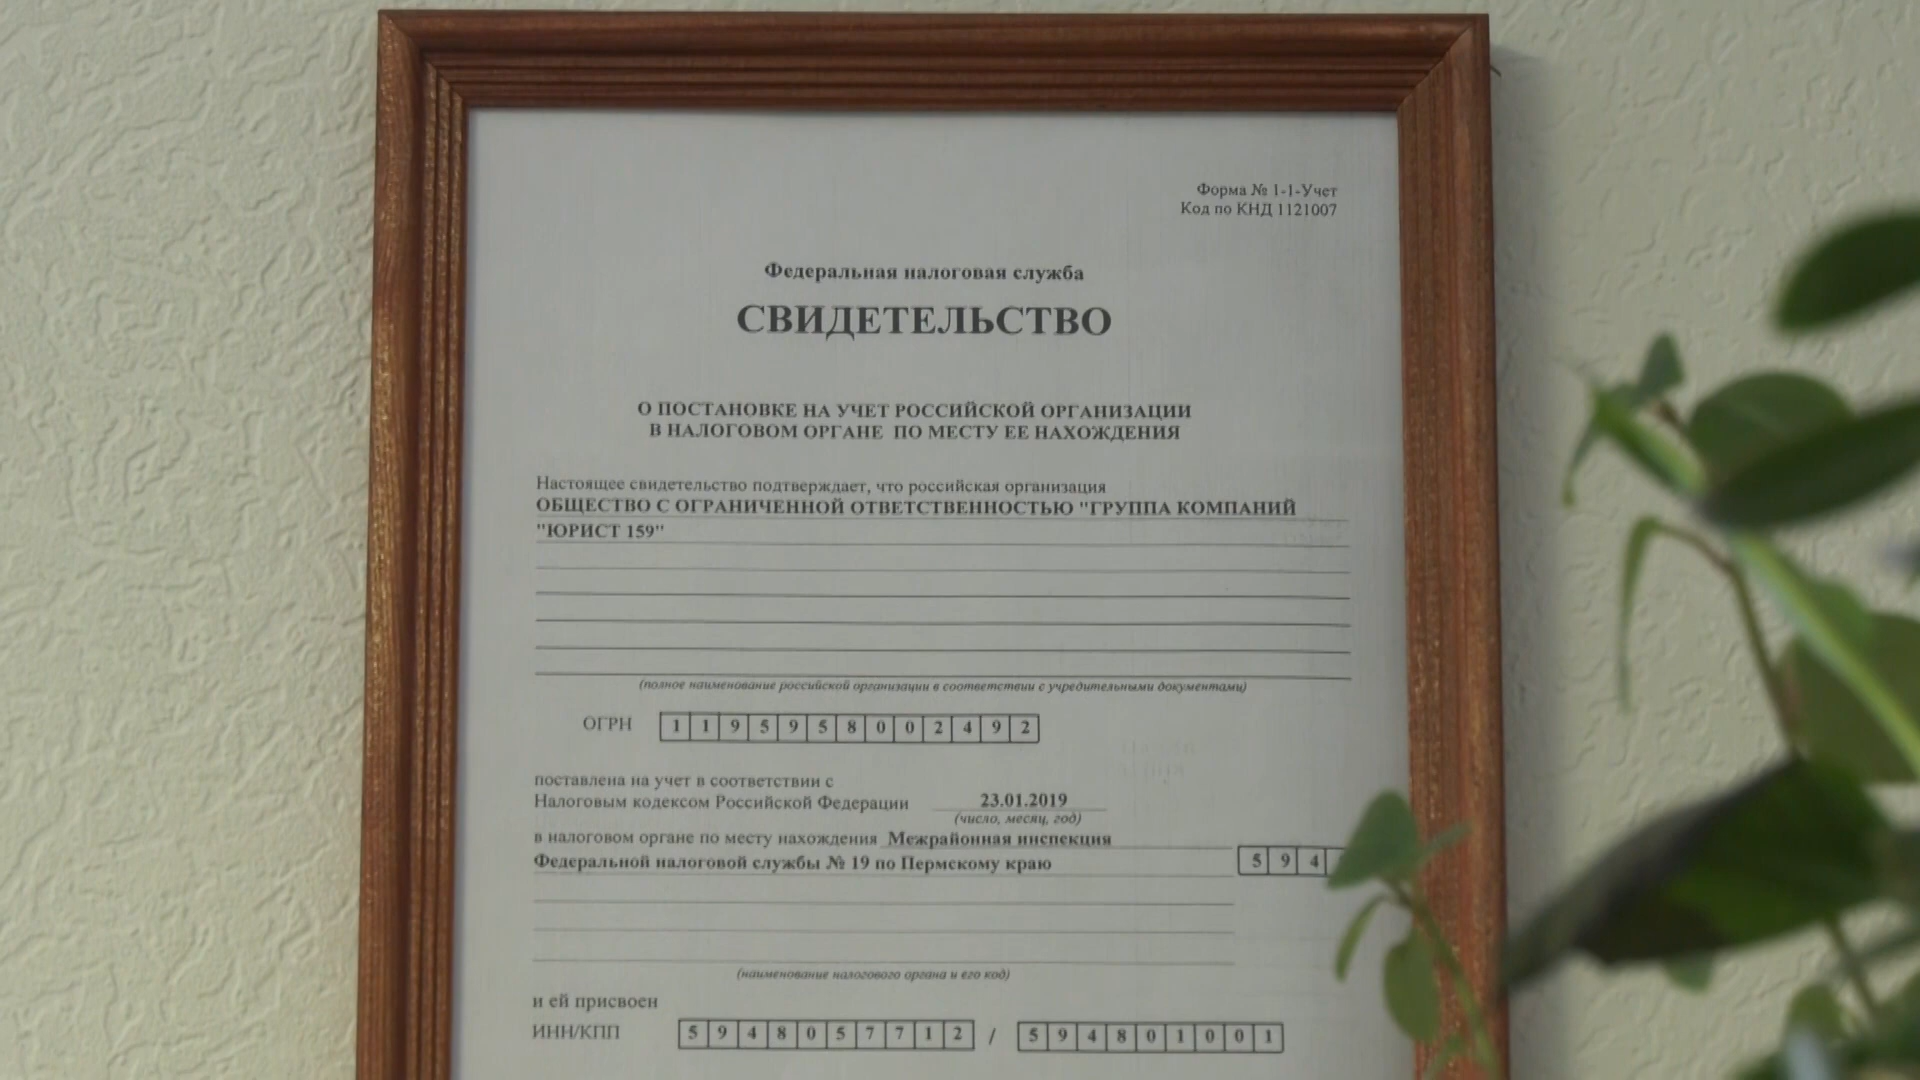 Форма № 1-1-Учет
Код по КНД 1121007
Федеральная налоговая служба
СВИДЕТЕЛЬСТВО
О ПОСТАНОВКЕ НА УЧЕТ РОССИЙСКОЙ ОРГАНИЗАЦИИ
В НАЛОГОВОМ ОРГАНЕ ПО МЕСТУ ЕЕ НАХОЖДЕНИЯ
Настоящее свидетельство подтверждает, что российская организация
ОБЩЕСТВО С ОГРАНИЧЕННОЙ ОТВЕТСТВЕННОСТЬЮ "ГРУППА КОМПАНИЙ
"ЮРИСТ 159"
(полное наименование российской организации в соответствии с учредительными документами)
ОГРН 1195958002492
поставлена на учет в соответствии с
Налоговым кодексом Российской Федерации 23.01.2019
(число, месяц, год)
в налоговом органе по месту нахождения Межрайонная инспекция
Федеральной налоговой службы № 19 по Пермскому краю 594
(наименование налогового органа и его код)
и ей присвоен
ИНН/КПП 5948057712 / 594801001